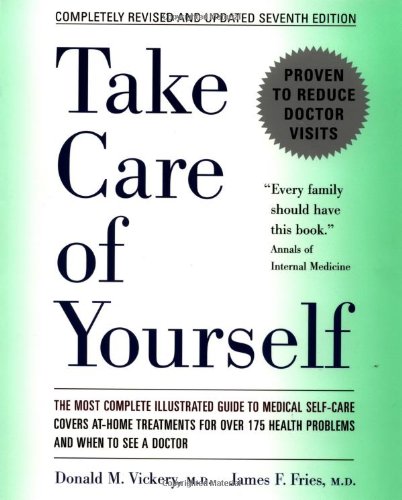 COMPLETELY REVISED AND UPDATED SEVENTH EDITION
Take
Care
of
Yourself
PROVEN
TO REDUCE
DOCTOR
VISITS
“Every family
should have
this book.”
Annals of
Internal Medicine
THE MOST COMPLETE ILLUSTRATED GUIDE TO MEDICAL SELF-CARE
COVERS AT-HOME TREATMENTS FOR OVER 175 HEALTH PROBLEMS
AND WHEN TO SEE A DOCTOR
Donald M. Vickery, M.D. James F. Fries, M.D.